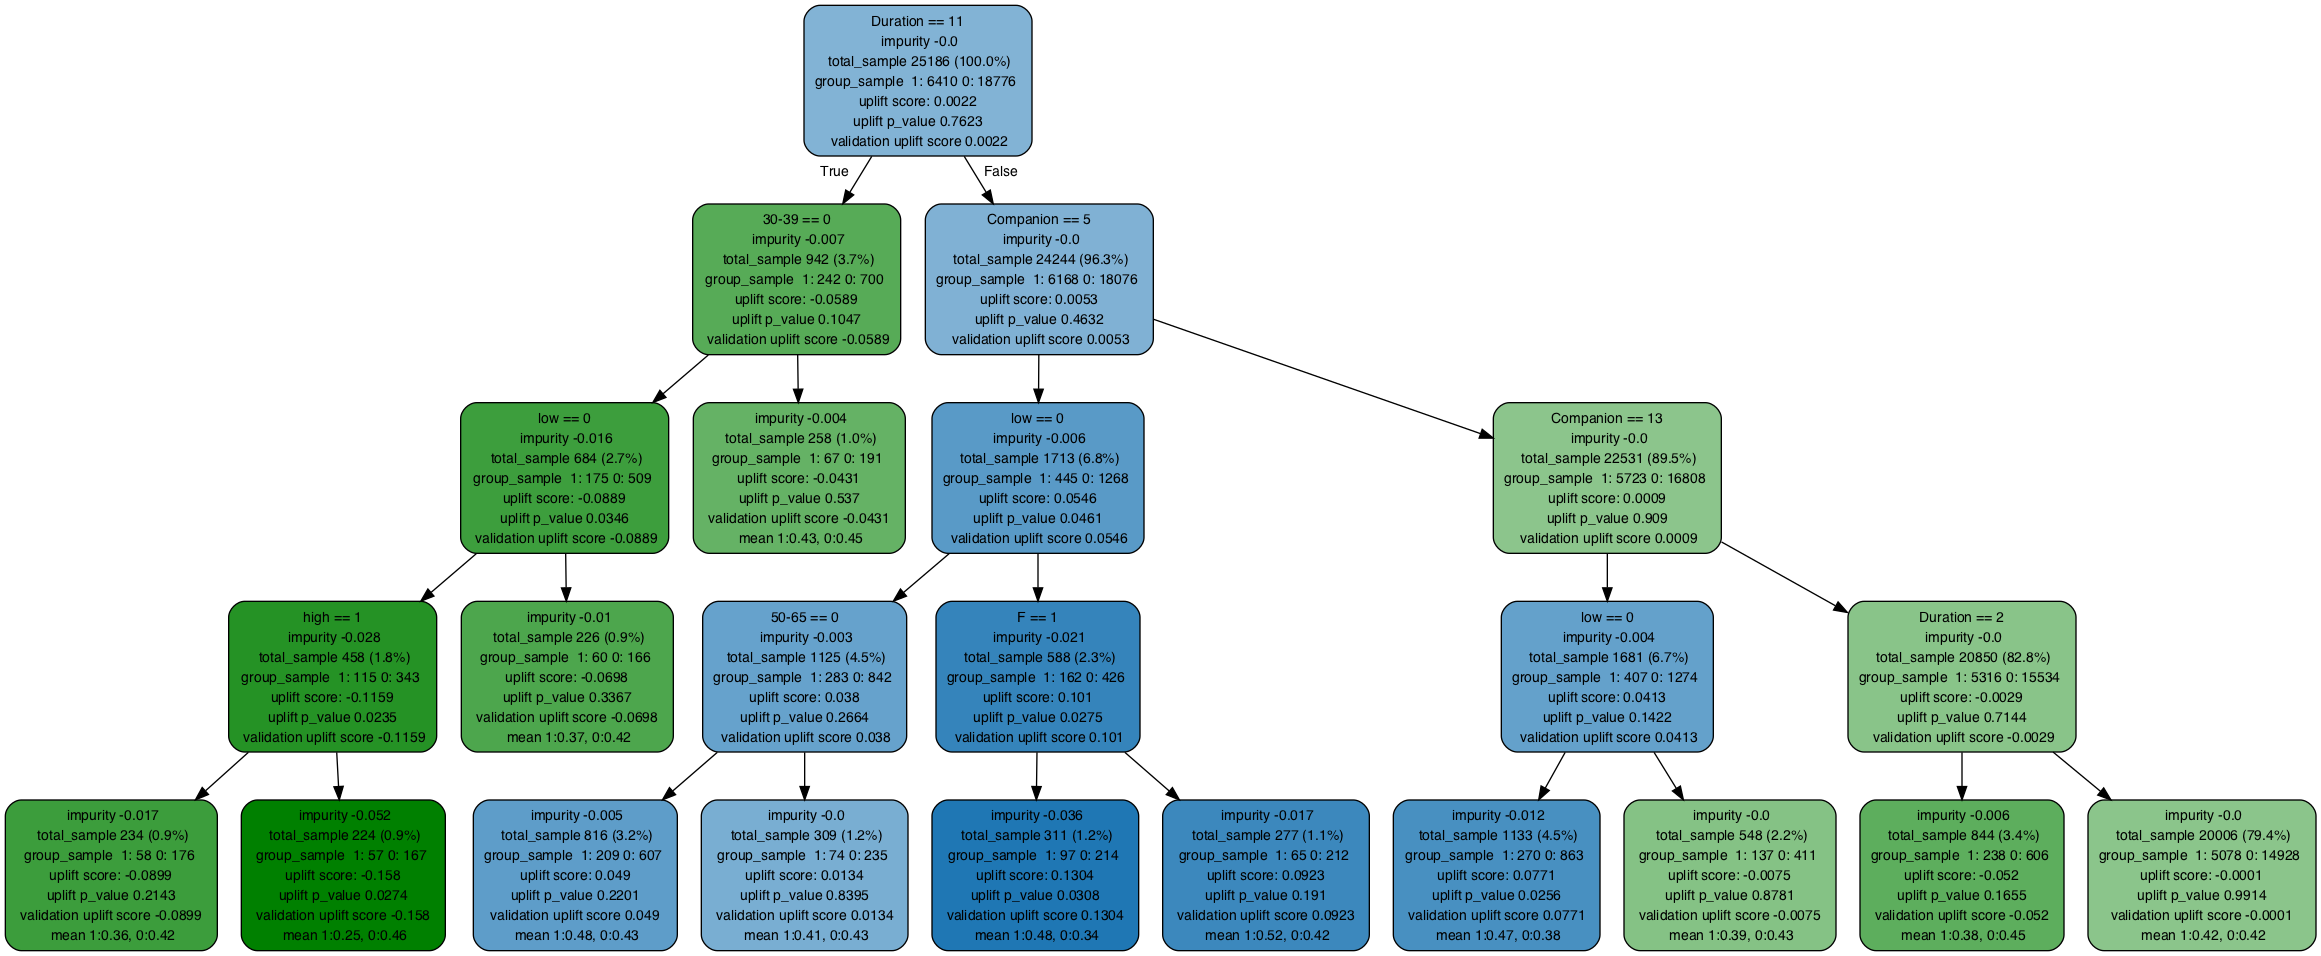 Duration == 11
impurity -0.0
total_sample 25186 (100.0%)
group_sample 1: 6410 0: 18776
uplift score: 0.0022
uplift p_value 0.7623
validation uplift score 0.0022
True
False
30-39 == 0
impurity -0.007
total_sample 942 (3.7%)
group_sample 1: 242 0: 700
uplift score: -0.0589
uplift p_value 0.1047
validation uplift score -0.0589
Companion == 5
impurity -0.0
total_sample 24244 (96.3%)
group_sample 1: 6168 0: 18076
uplift score: 0.0053
uplift p_value 0.4632
validation uplift score 0.0053
low == 0
impurity -0.016
total_sample 684 (2.7%)
group_sample 1: 175 0: 509
uplift score: -0.0889
uplift p_value 0.0346
validation uplift score -0.0889
impurity -0.004
total_sample 258 (1.0%)
group_sample 1: 67 0: 191
uplift score: -0.0431
uplift p_value 0.537
validation uplift score -0.0431
mean 1:0.43, 0:0.45
low == 0
impurity -0.006
total_sample 1713 (6.8%)
group_sample 1: 445 0: 1268
uplift score: 0.0546
uplift p_value 0.0461
validation uplift score 0.0546
Companion == 13
impurity -0.0
total_sample 22531 (89.5%)
group_sample 1: 5723 0: 16808
uplift score: 0.0009
uplift p_value 0.909
validation uplift score 0.0009
high == 1
impurity -0.028
total_sample 458 (1.8%)
group_sample 1: 115 0: 343
uplift score: -0.1159
uplift p_value 0.0235
validation uplift score -0.1159
impurity -0.01
total_sample 226 (0.9%)
group_sample 1: 60 0: 166
uplift score: -0.0698
uplift p_value 0.3367
validation uplift score -0.0698
mean 1:0.37, 0:0.42
50-65 == 0
impurity -0.003
total_sample 1125 (4.5%)
group_sample 1: 283 0: 842
uplift score: 0.038
uplift p_value 0.2664
validation uplift score 0.038
F == 1
impurity -0.021
total_sample 588 (2.3%)
group_sample 1: 162 0: 426
uplift score: 0.101
uplift p_value 0.0275
validation uplift score 0.101
low == 0
impurity -0.004
total_sample 1681 (6.7%)
group_sample 1: 407 0: 1274
uplift score: 0.0413
uplift p_value 0.1422
validation uplift score 0.0413
Duration == 2
impurity -0.0
total_sample 20850 (82.8%)
group_sample 1: 5316 0: 15534
uplift score: -0.0029
uplift p_value 0.7144
validation uplift score -0.0029
impurity -0.017
total_sample 234 (0.9%)
group_sample 1: 58 0: 176
uplift score: -0.0899
uplift p_value 0.2143
validation uplift score -0.0899
mean 1:0.36, 0:0.42
impurity -0.052
total_sample 224 (0.9%)
group_sample 1: 57 0: 167
uplift score: -0.158
uplift p_value 0.0274
validation uplift score -0.158
mean 1:0.25, 0:0.46
impurity -0.005
total_sample 816 (3.2%)
group_sample 1: 209 0: 607
uplift score: 0.049
uplift p_value 0.2201
validation uplift score 0.049
mean 1:0.48, 0:0.43
impurity -0.0
total_sample 309 (1.2%)
group_sample 1: 74 0: 235
uplift score: 0.0134
uplift p_value 0.8395
validation uplift score 0.0134
mean 1:0.41, 0:0.43
impurity -0.036
total_sample 311 (1.2%)
group_sample 1: 97 0: 214
uplift score: 0.1304
uplift p_value 0.0308
validation uplift score 0.1304
mean 1:0.48, 0:0.34
impurity -0.017
total_sample 277 (1.1%)
group_sample 1: 65 0: 212
uplift score: 0.0923
uplift p_value 0.191
validation uplift score 0.0923
mean 1:0.52, 0:0.42
impurity -0.012
total_sample 1133 (4.5%)
group_sample 1: 270 0: 863
uplift score: 0.0771
uplift p_value 0.0256
validation uplift score 0.0771
mean 1:0.47, 0:0.38
impurity -0.0
total_sample 548 (2.2%)
group_sample 1: 137 0: 411
uplift score: -0.0075
uplift p_value 0.8781
validation uplift score -0.0075
mean 1:0.39, 0:0.43
impurity -0.006
total_sample 844 (3.4%)
group_sample 1: 238 0: 606
uplift score: -0.052
uplift p_value 0.1655
validation uplift score -0.052
mean 1:0.38, 0:0.45
impurity -0.0
total_sample 20006 (79.4%)
group_sample 1: 5078 0: 14928
uplift score: -0.0001
uplift p_value 0.9914
validation uplift score -0.0001
mean 1:0.42, 0:0.42